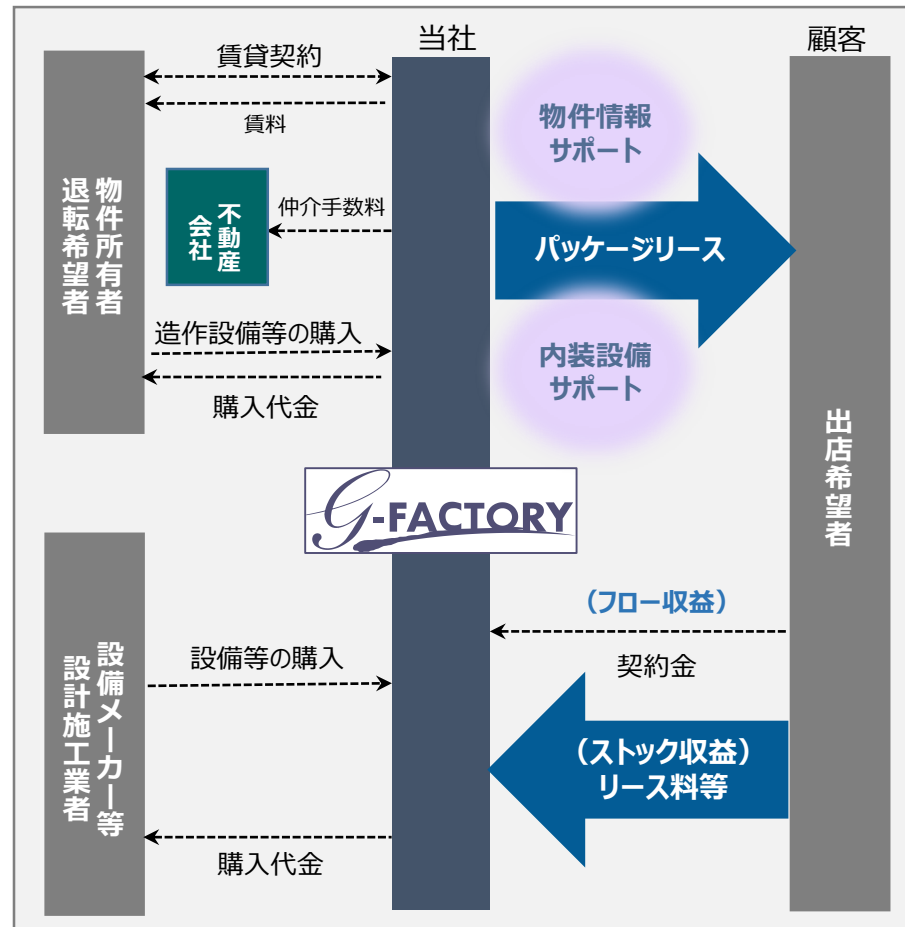 当社
顧客
賃貸契約
賃料
物件所有者
退転希望者
不動産
会社
仲介手数料
造作設備等の購入
購入代金
物件情報
サポート
パッケージリース
内装設備
サポート
出店希望者
G-FACTORY
設備メーカー等
設計施工業者
設備等の購入
購入代金
（フロー収益）
契約金
（ストック収益）
リース料等